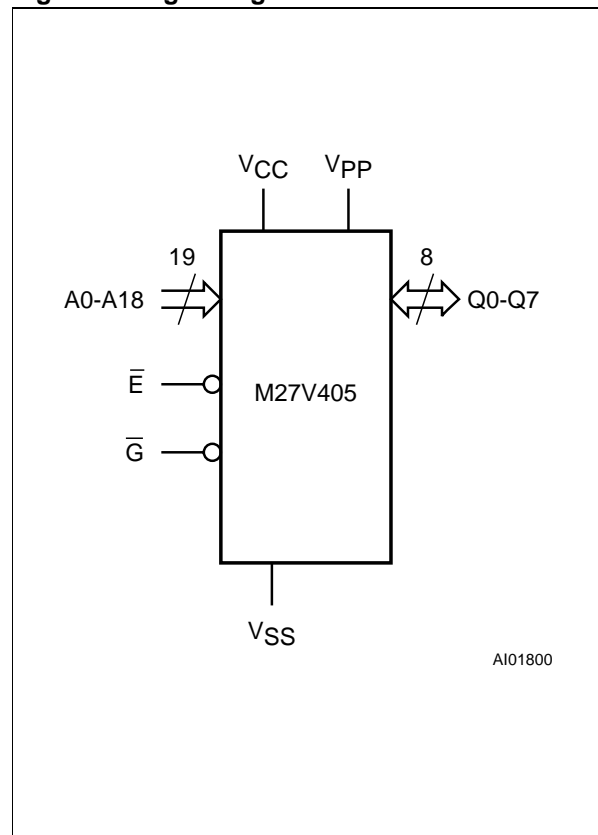 VCC VPP
19 8
A0-A18 Q0-Q7
E̅
M27V405
G̅
VSS
AI01800